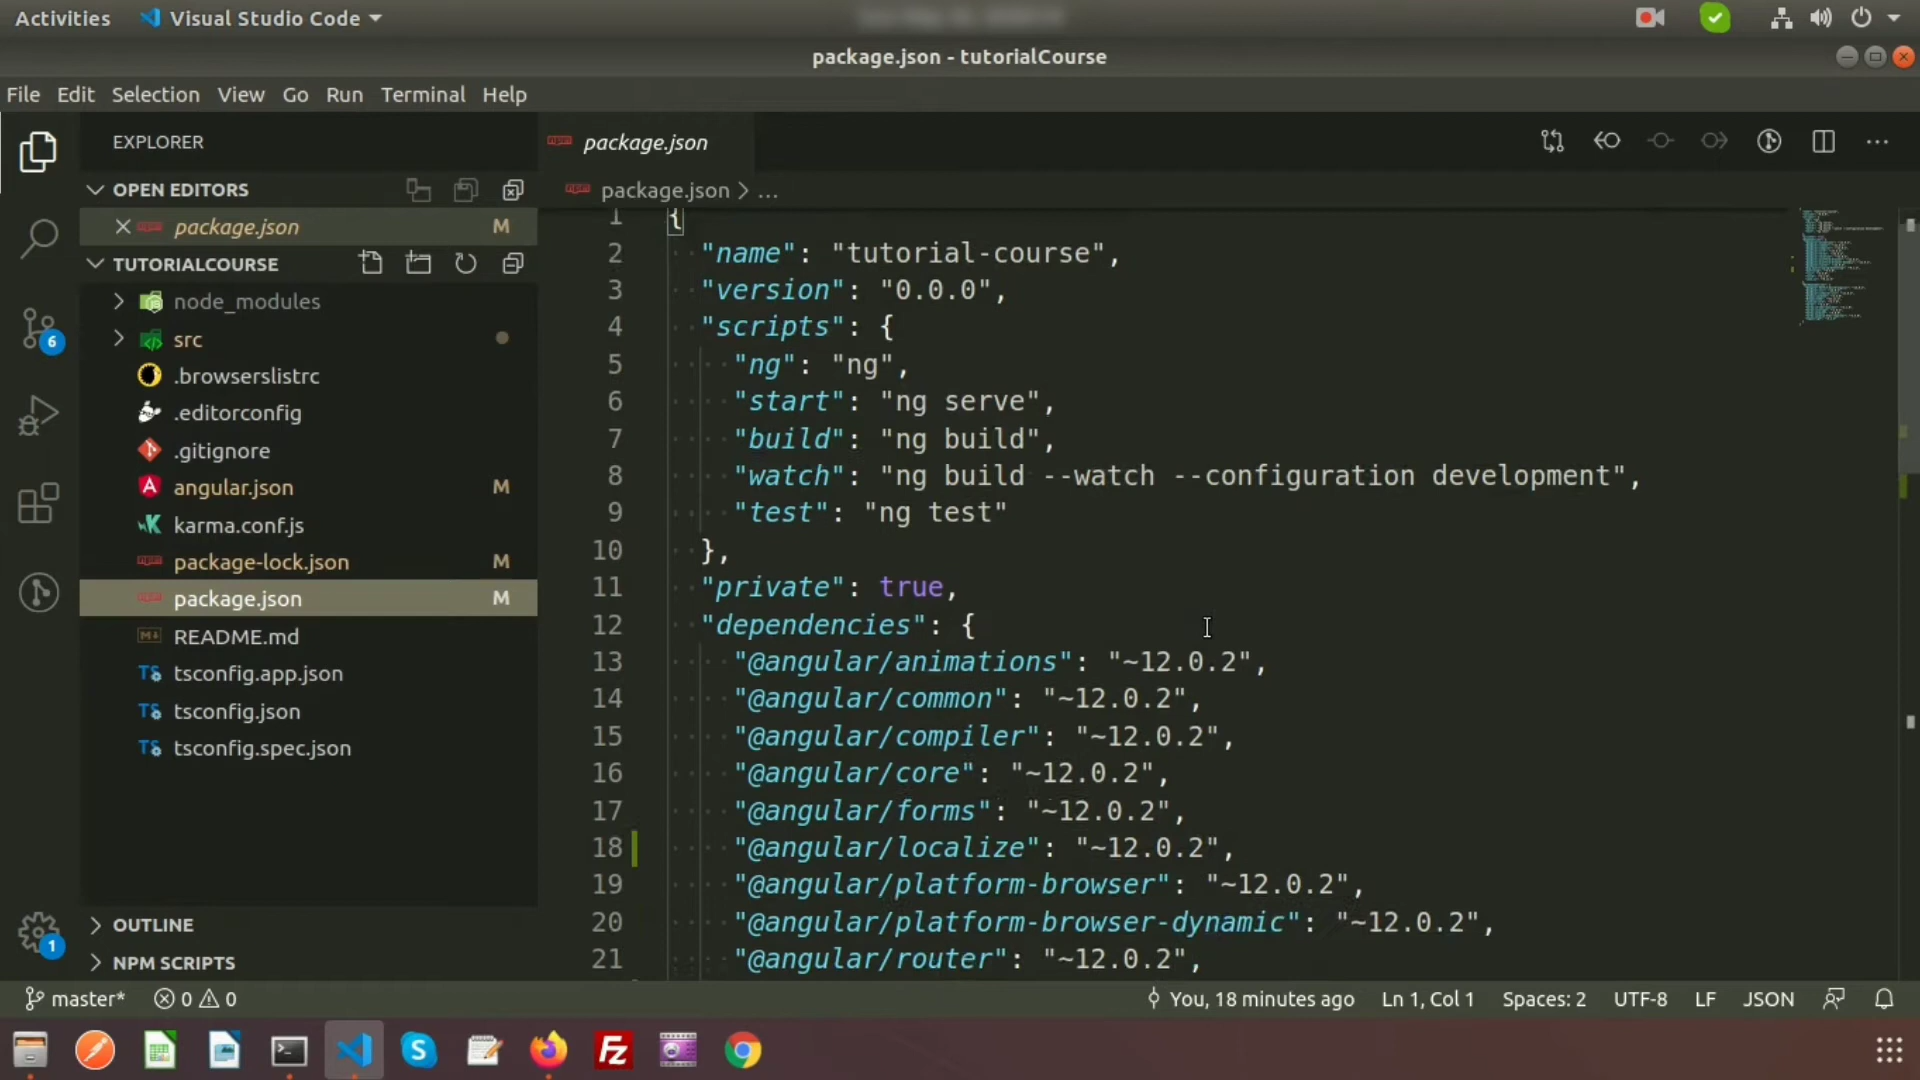 Activities Visual Studio Code
package.json - tutorialCourse
File Edit Selection View Go Run Terminal Help
EXPLORER
package.json
OPEN EDITORS
package.json > ...
package.json M
TUTORIALCOURSE
node_modules
src
.browserslistrc
.editorconfig
.gitignore
angular.json M
karma.conf.js
package-lock.json M
package.json M
README.md
tsconfig.app.json
tsconfig.json
tsconfig.spec.json
OUTLINE
NPM SCRIPTS
6
1
1 {
2 "name": "tutorial-course",
3 "version": "0.0.0",
4 "scripts": {
5 "ng": "ng",
6 "start": "ng serve",
7 "build": "ng build",
8 "watch": "ng build --watch --configuration development",
9 "test": "ng test"
10 },
11 "private": true,
12 "dependencies": {
13 "@angular/animations": "~12.0.2",
14 "@angular/common": "~12.0.2",
15 "@angular/compiler": "~12.0.2",
16 "@angular/core": "~12.0.2",
17 "@angular/forms": "~12.0.2",
18 "@angular/localize": "~12.0.2",
19 "@angular/platform-browser": "~12.0.2",
20 "@angular/platform-browser-dynamic": "~12.0.2",
21 "@angular/router": "~12.0.2",
master* 0 0 You, 18 minutes ago Ln 1, Col 1 Spaces: 2 UTF-8 LF JSON